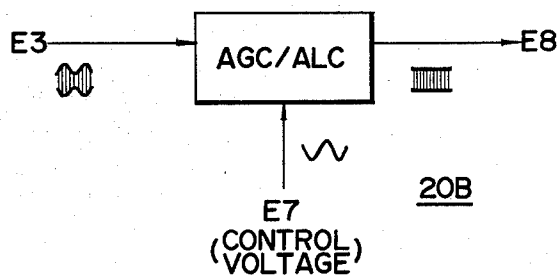 E3
AGC/ALC
E8
20B
E7
(CONTROL
VOLTAGE)